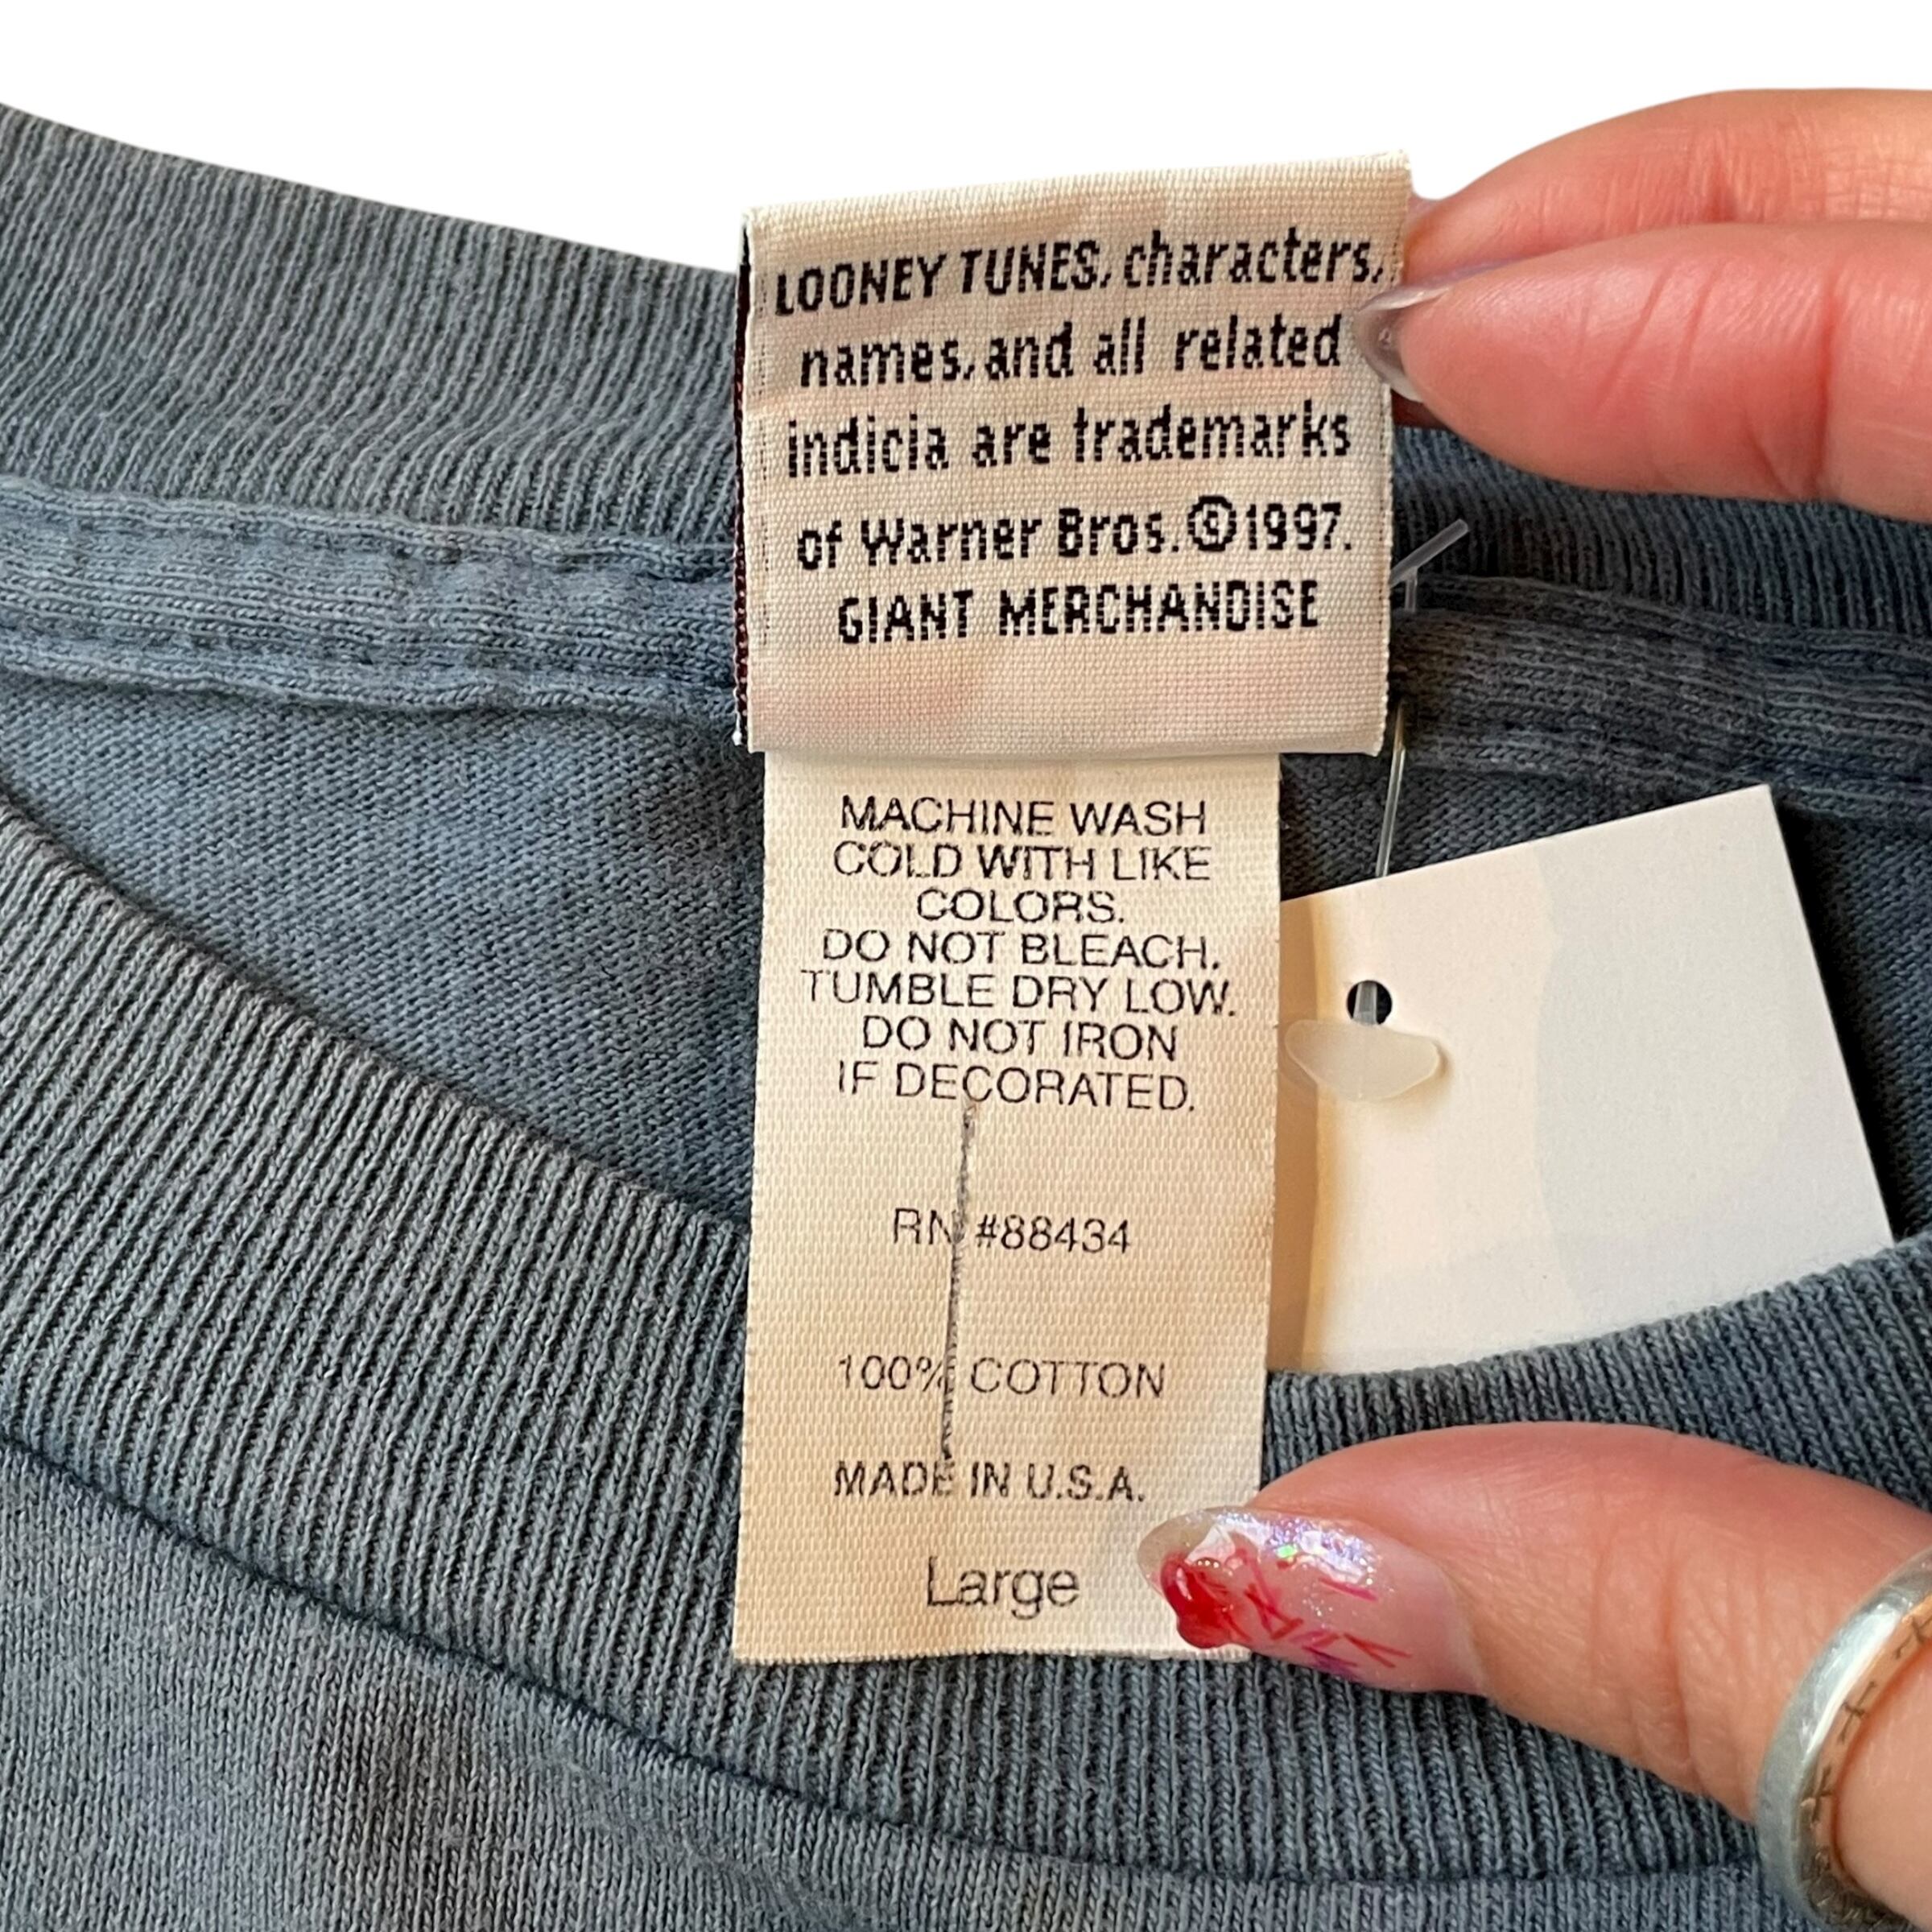 LOONEY TUNES, characters,
names, and all related
indicia are trademarks
of Warner Bros. ©1997.
GIANT MERCHANDISE
MACHINE WASH
COLD WITH LIKE
COLORS.
DO NOT BLEACH.
TUMBLE DRY LOW.
DO NOT IRON
IF DECORATED.
RN #88434
100% COTTON
MADE IN U.S.A.
Large